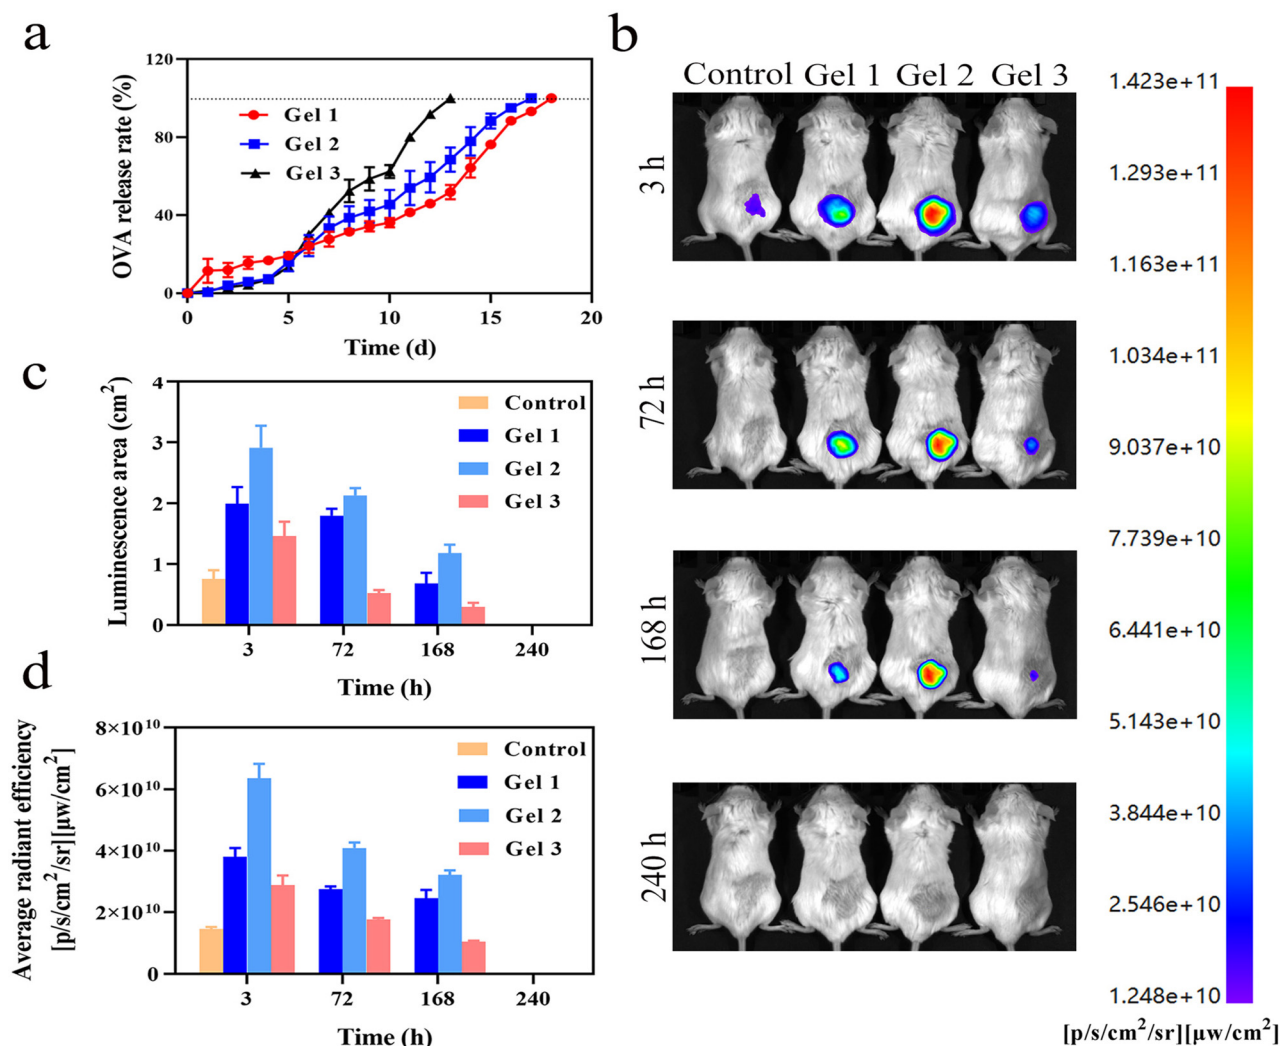 a
OVA release rate (%)
120
80
40
0
Gel 1
Gel 2
Gel 3
0 5 10 15 20
Time (d)
b
Control Gel 1 Gel 2 Gel 3
3 h
72 h
168 h
240 h
1.423e+11
1.293e+11
1.163e+11
1.034e+11
9.037e+10
7.739e+10
6.441e+10
5.143e+10
3.844e+10
2.546e+10
1.248e+10
[p/s/cm²/sr][μw/cm²]
c
Luminescence area (cm²)
4
3
2
1
0
Control
Gel 1
Gel 2
Gel 3
3 72 168 240
Time (h)
d
Average radiant efficiency
[p/s/cm²/sr][μw/cm²]
8×10¹⁰
6×10¹⁰
4×10¹⁰
2×10¹⁰
0
Control
Gel 1
Gel 2
Gel 3
3 72 168 240
Time (h)